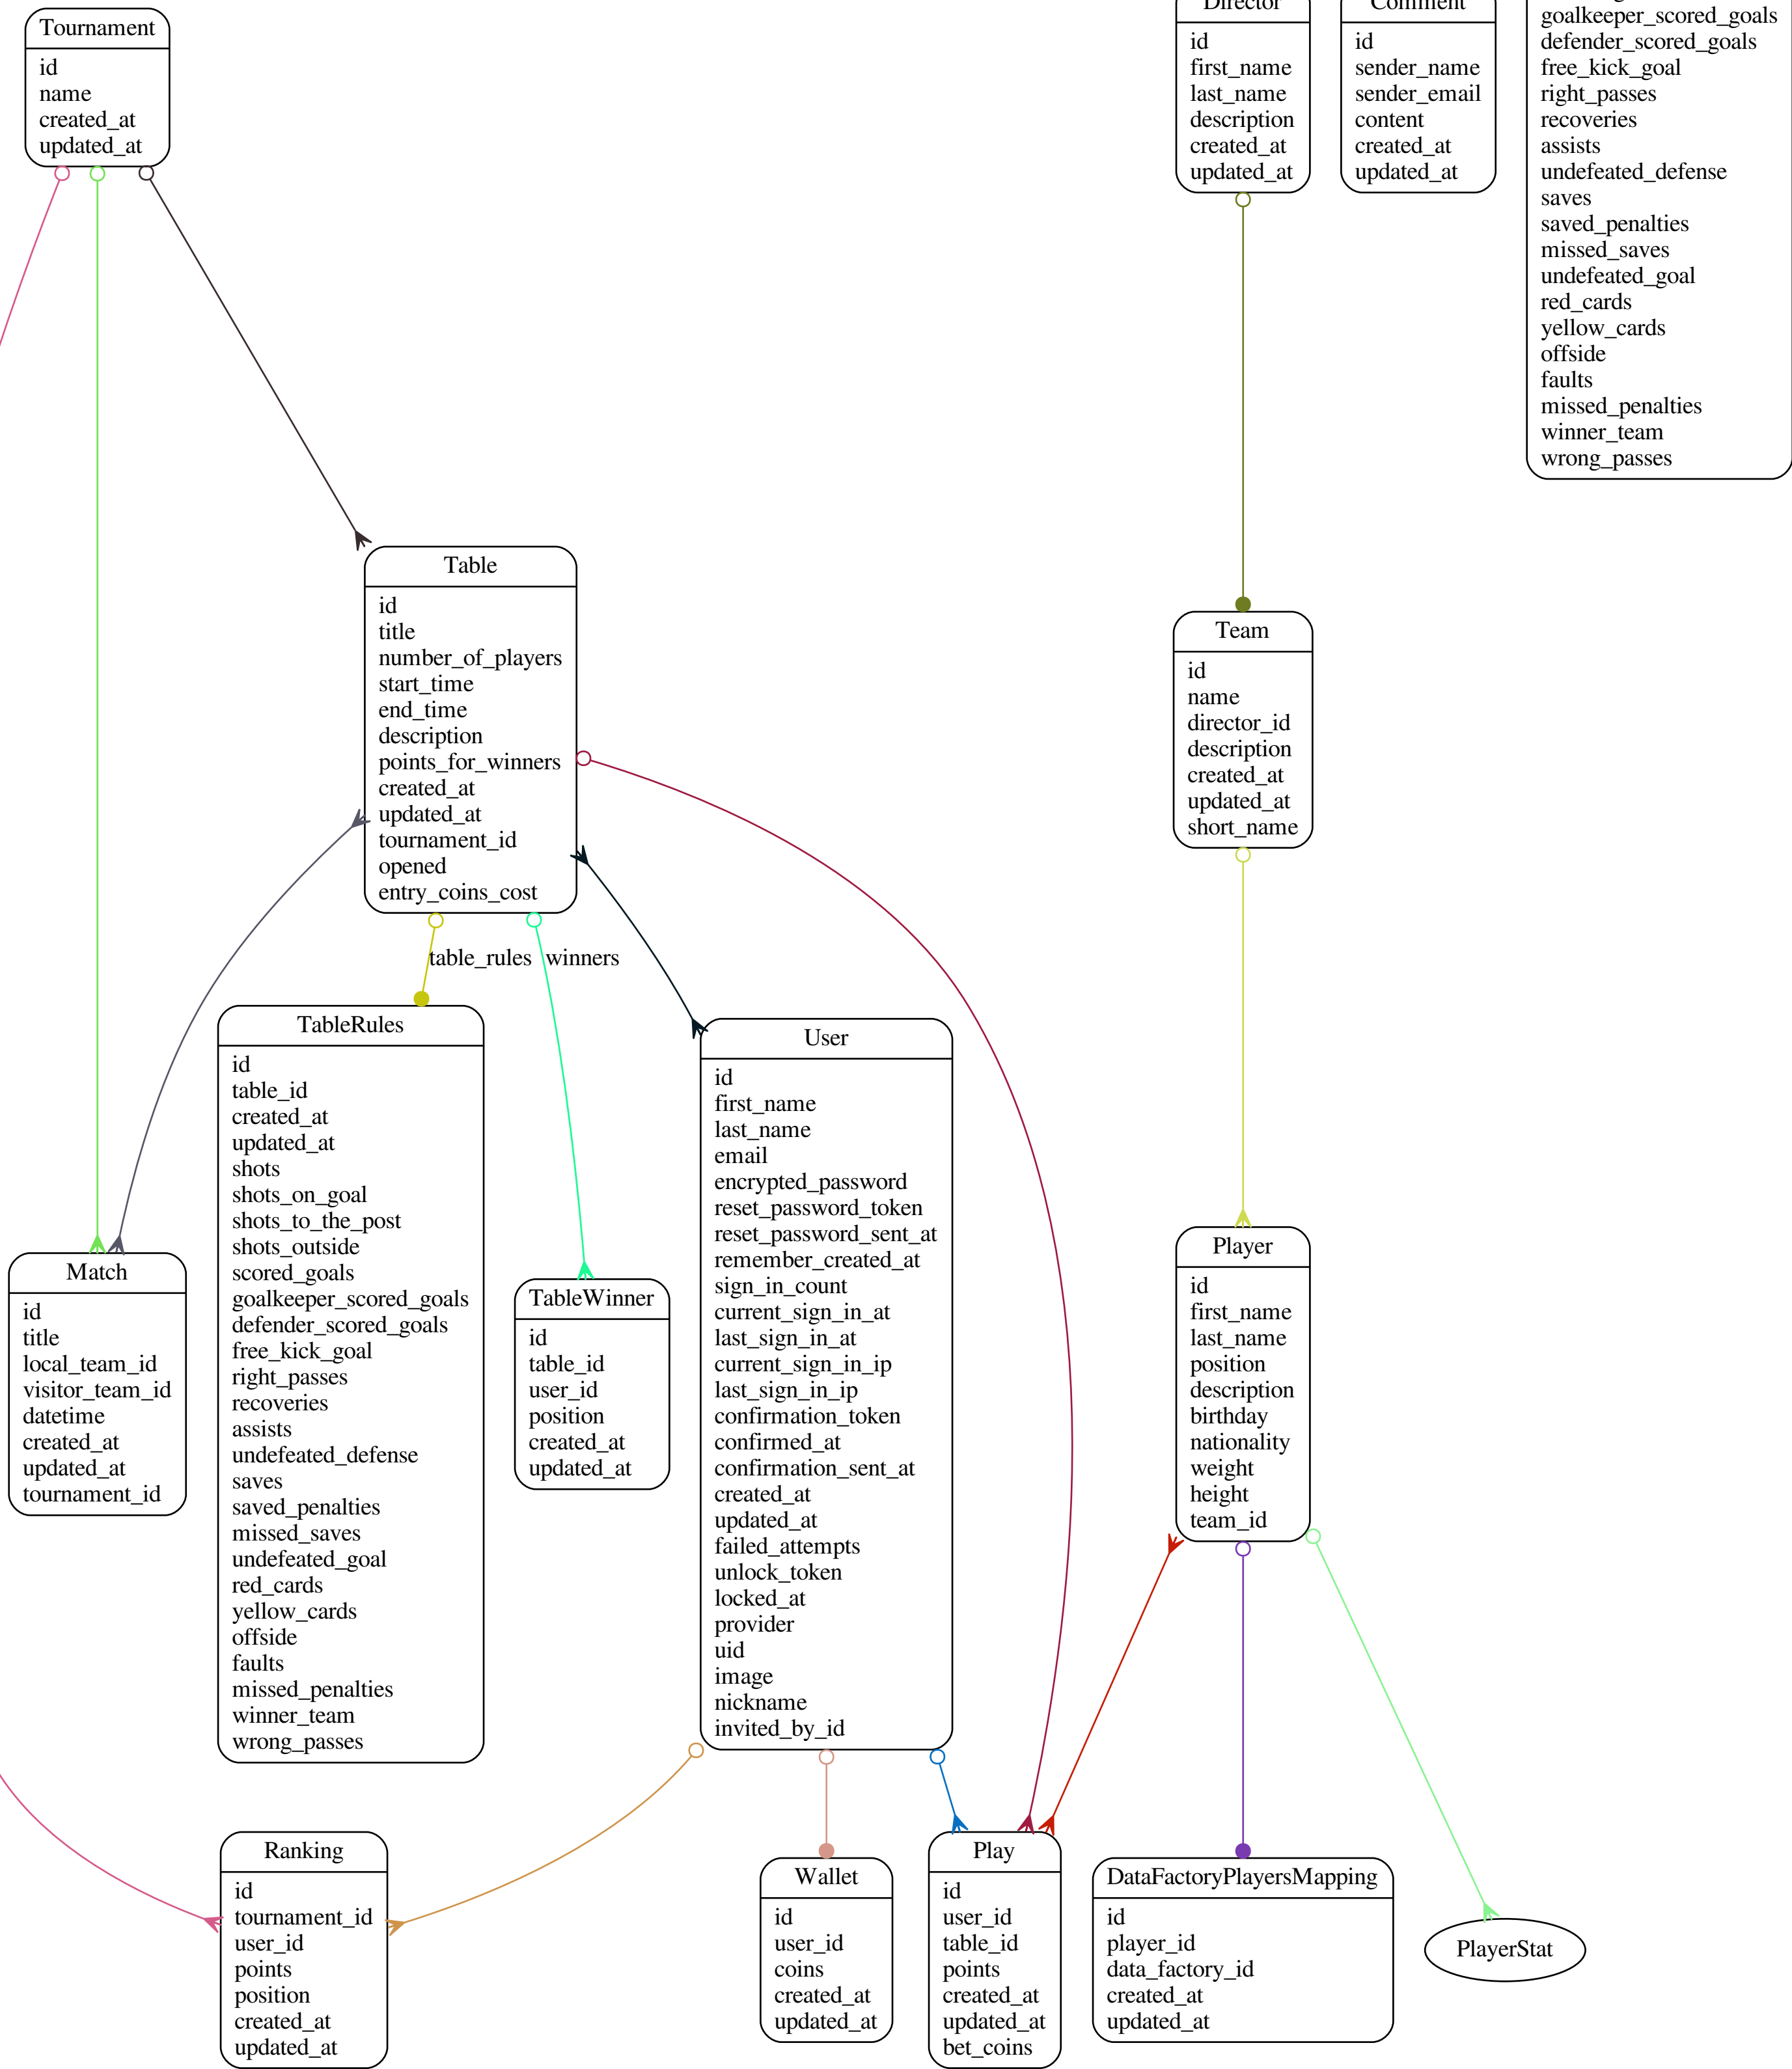 Tournament
id
name
created_at
updated_at
Director
id
first_name
last_name
description
created_at
updated_at
Comment
id
sender_name
sender_email
content
created_at
updated_at
goalkeeper_scored_goals
defender_scored_goals
free_kick_goal
right_passes
recoveries
assists
undefeated_defense
saves
saved_penalties
missed_saves
undefeated_goal
red_cards
yellow_cards
offside
faults
missed_penalties
winner_team
wrong_passes
Table
id
title
number_of_players
start_time
end_time
description
points_for_winners
created_at
updated_at
tournament_id
opened
entry_coins_cost
Team
id
name
director_id
description
created_at
updated_at
short_name
table_rules
winners
TableRules
id
table_id
created_at
updated_at
shots
shots_on_goal
shots_to_the_post
shots_outside
scored_goals
goalkeeper_scored_goals
defender_scored_goals
free_kick_goal
right_passes
recoveries
assists
undefeated_defense
saves
saved_penalties
missed_saves
undefeated_goal
red_cards
yellow_cards
offside
faults
missed_penalties
winner_team
wrong_passes
User
id
first_name
last_name
email
encrypted_password
reset_password_token
reset_password_sent_at
remember_created_at
sign_in_count
current_sign_in_at
last_sign_in_at
current_sign_in_ip
last_sign_in_ip
confirmation_token
confirmed_at
confirmation_sent_at
created_at
updated_at
failed_attempts
unlock_token
locked_at
provider
uid
image
nickname
invited_by_id
Match
id
title
local_team_id
visitor_team_id
datetime
created_at
updated_at
tournament_id
TableWinner
id
table_id
user_id
position
created_at
updated_at
Player
id
first_name
last_name
position
description
birthday
nationality
weight
height
team_id
Ranking
id
tournament_id
user_id
points
position
created_at
updated_at
Wallet
id
user_id
coins
created_at
updated_at
Play
id
user_id
table_id
points
created_at
updated_at
bet_coins
DataFactoryPlayersMapping
id
player_id
data_factory_id
created_at
updated_at
PlayerStat